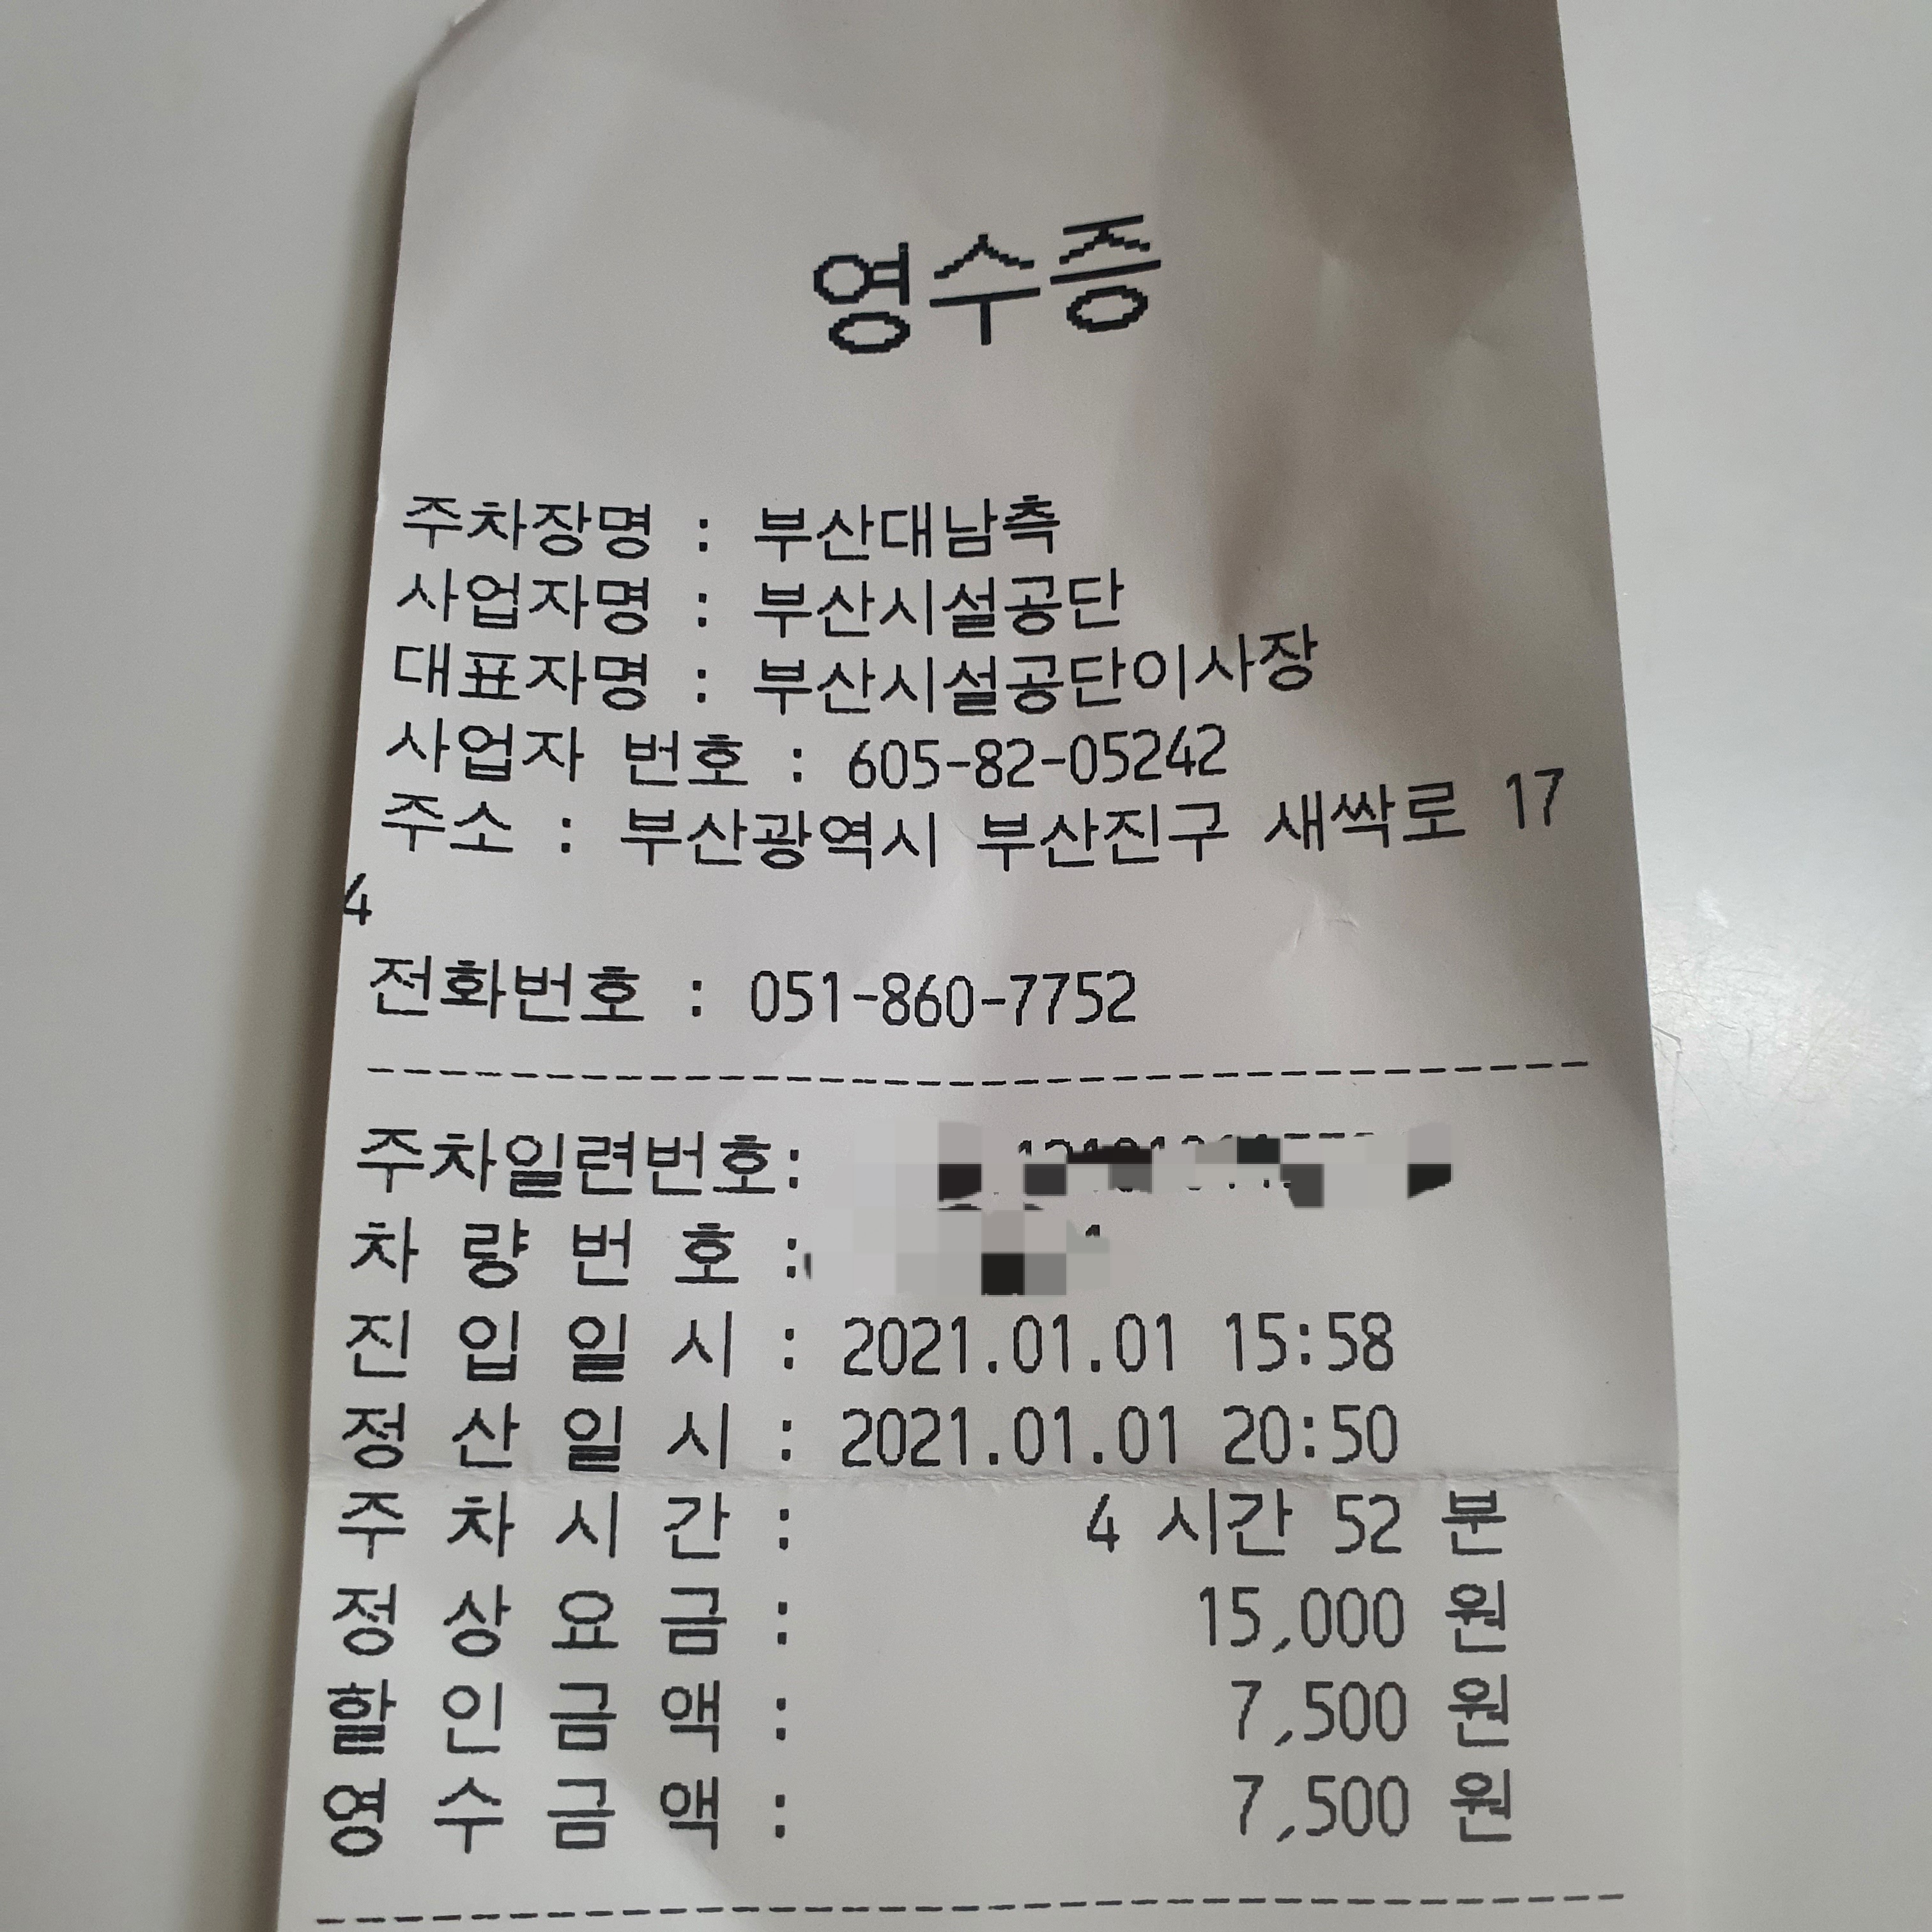 영수증
주차장명 : 부산대남측
사업자명 : 부산시설공단
대표자명 : 부산시설공단이사장
사업자 번호 : 605-82-05242
주소 : 부산광역시 부산진구 새싹로 17
4
전화번호 : 051-860-7752
주차일련번호:
차 량 번 호 :
진 입 일 시 : 2021.01.01 15:58
정 산 일 시 : 2021.01.01 20:50
주 차 시 간 : 4 시간 52 분
정 상 요 금 : 15,000 원
할 인 금 액 : 7,500 원
영 수 금 액 : 7,500 원